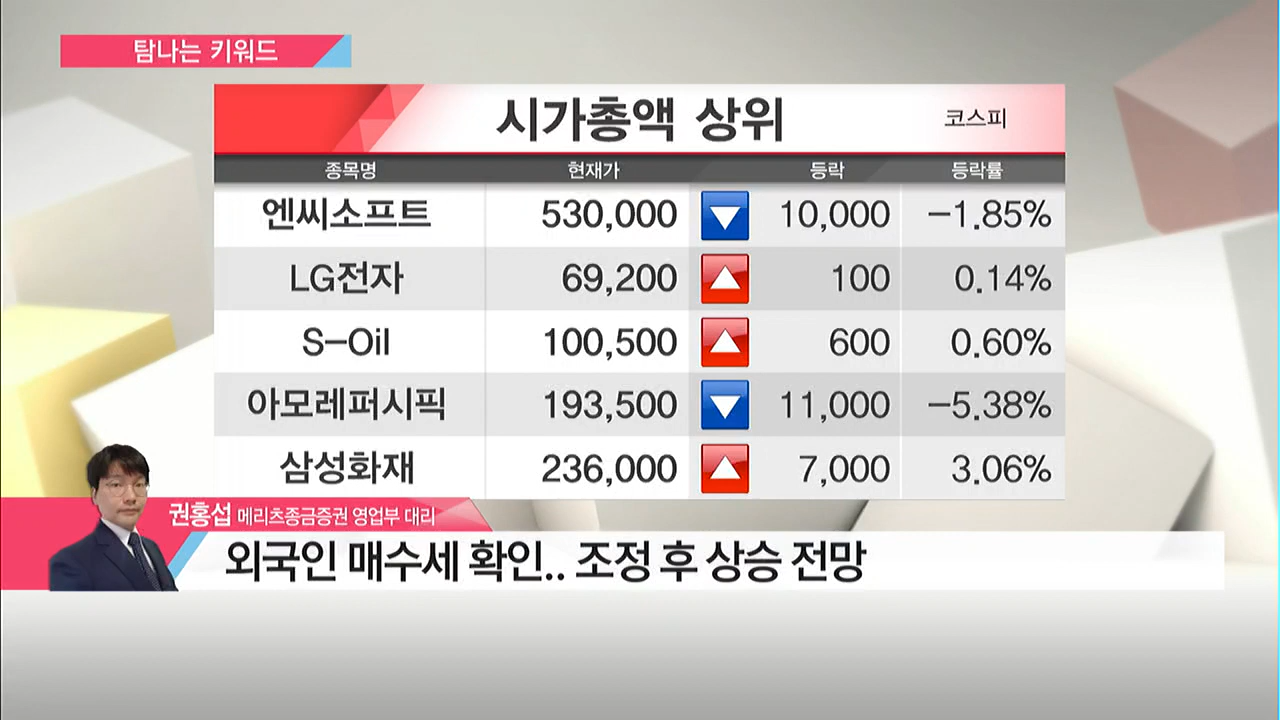 탐나는 키워드
시가총액 상위 코스피
종목명 현재가 등락 등락률
엔씨소프트 530,000 ▼ 10,000 -1.85%
LG전자 69,200 ▲ 100 0.14%
S-Oil 100,500 ▲ 600 0.60%
아모레퍼시픽 193,500 ▼ 11,000 -5.38%
삼성화재 236,000 ▲ 7,000 3.06%
권홍섭 메리츠종금증권 영업부 대리
외국인 매수세 확인.. 조정 후 상승 전망